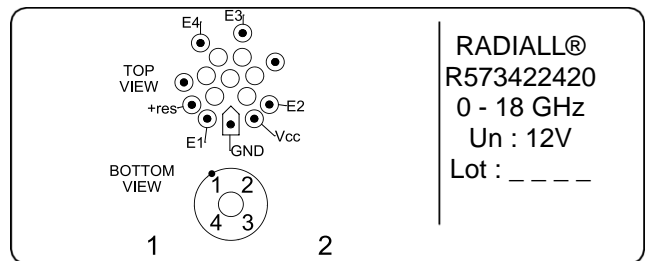 E4
E3
TOP
VIEW
+res
E2
E1
Vcc
GND
BOTTOM
VIEW
1 2
4 3
1 2
RADIALL®
R573422420
0 - 18 GHz
Un : 12V
Lot : _ _ _ _